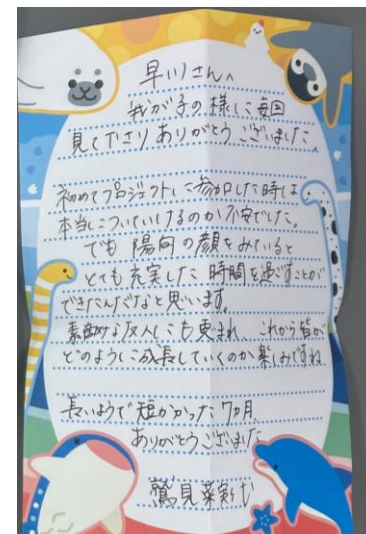 早川さんへ
我が子の様に毎回
見て下さりありがとうございました
初めてプロジェクトに参加した時は
本当についていけるのか不安でした。
でも 陽向の顔をみていると
とても充実した 時間を過ごすことが
できたんだなと思います。
素敵な友人にも恵まれ、これから皆が
どのように成長していくのか楽しみですね
長いようで短かかった7ヵ月
ありがとうございました
鷲見